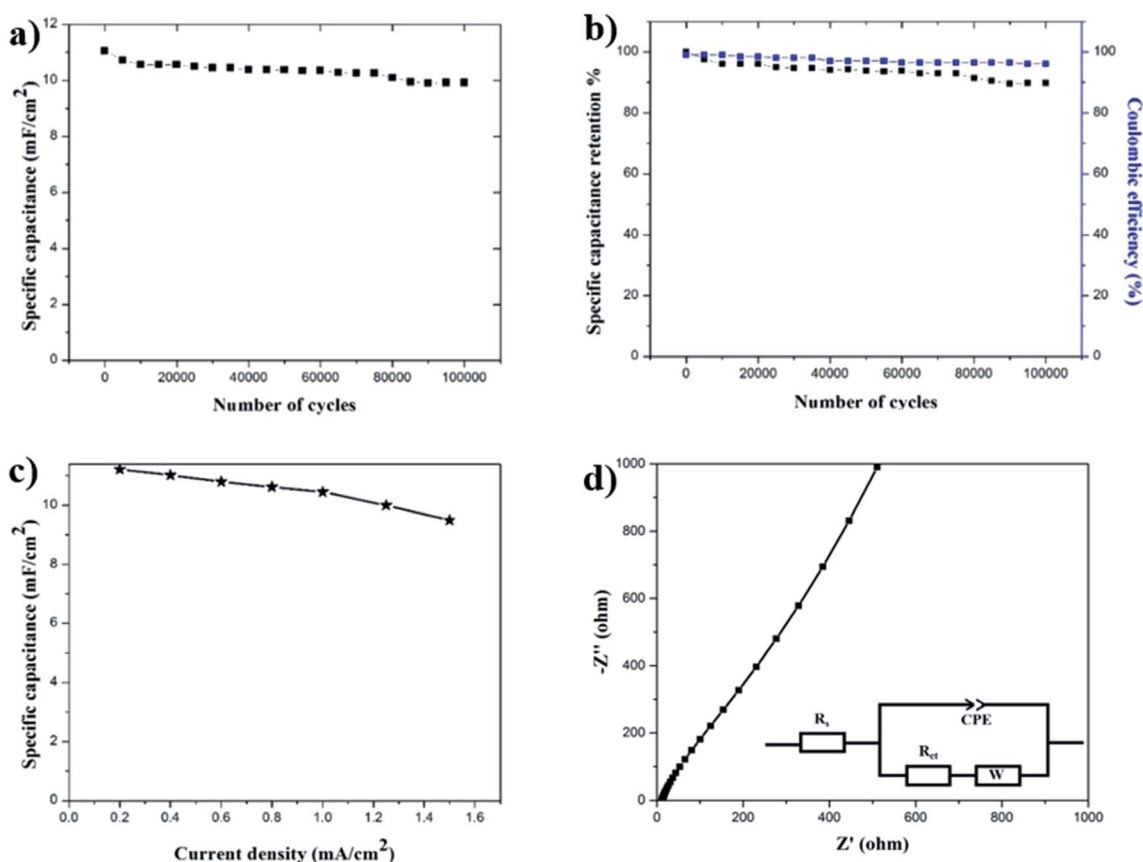 a)
12
10
8
6
4
2
0
Specific capacitance (mF/cm²)
0 20000 40000 60000 80000 100000
Number of cycles
b)
100
80
60
40
20
0
Specific capacitance retention %
100
80
60
40
20
0
Coulombic efficiency (%)
0 20000 40000 60000 80000 100000
Number of cycles
c)
10
8
6
4
2
0
Specific capacitance (mF/cm²)
0.0 0.2 0.4 0.6 0.8 1.0 1.2 1.4 1.6
Current density (mA/cm²)
d)
1000
800
600
400
200
0
-Z'' (ohm)
Rs
CPE
Rct
W
0 200 400 600 800 1000
Z' (ohm)